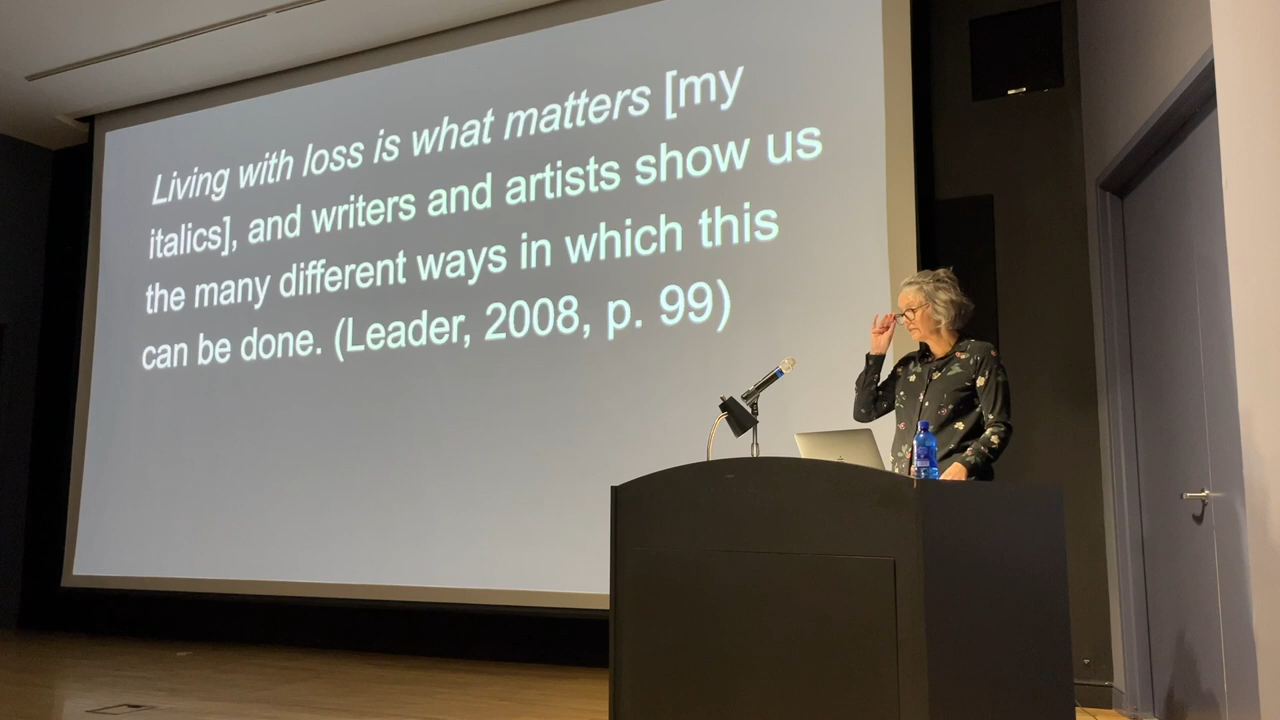 Living with loss is what matters [my
italics], and writers and artists show us
the many different ways in which this
can be done. (Leader, 2008, p. 99)